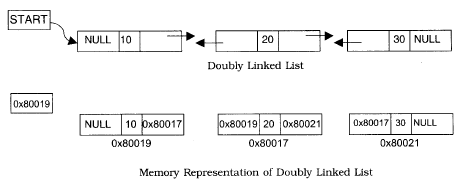 START
NULL 10
20
30 NULL
Doubly Linked List
0x80019
NULL 10 0x80017
0x80019 20 0x80021
0x80017 30 NULL
0x80019
0x80017
0x80021
Memory Representation of Doubly Linked List